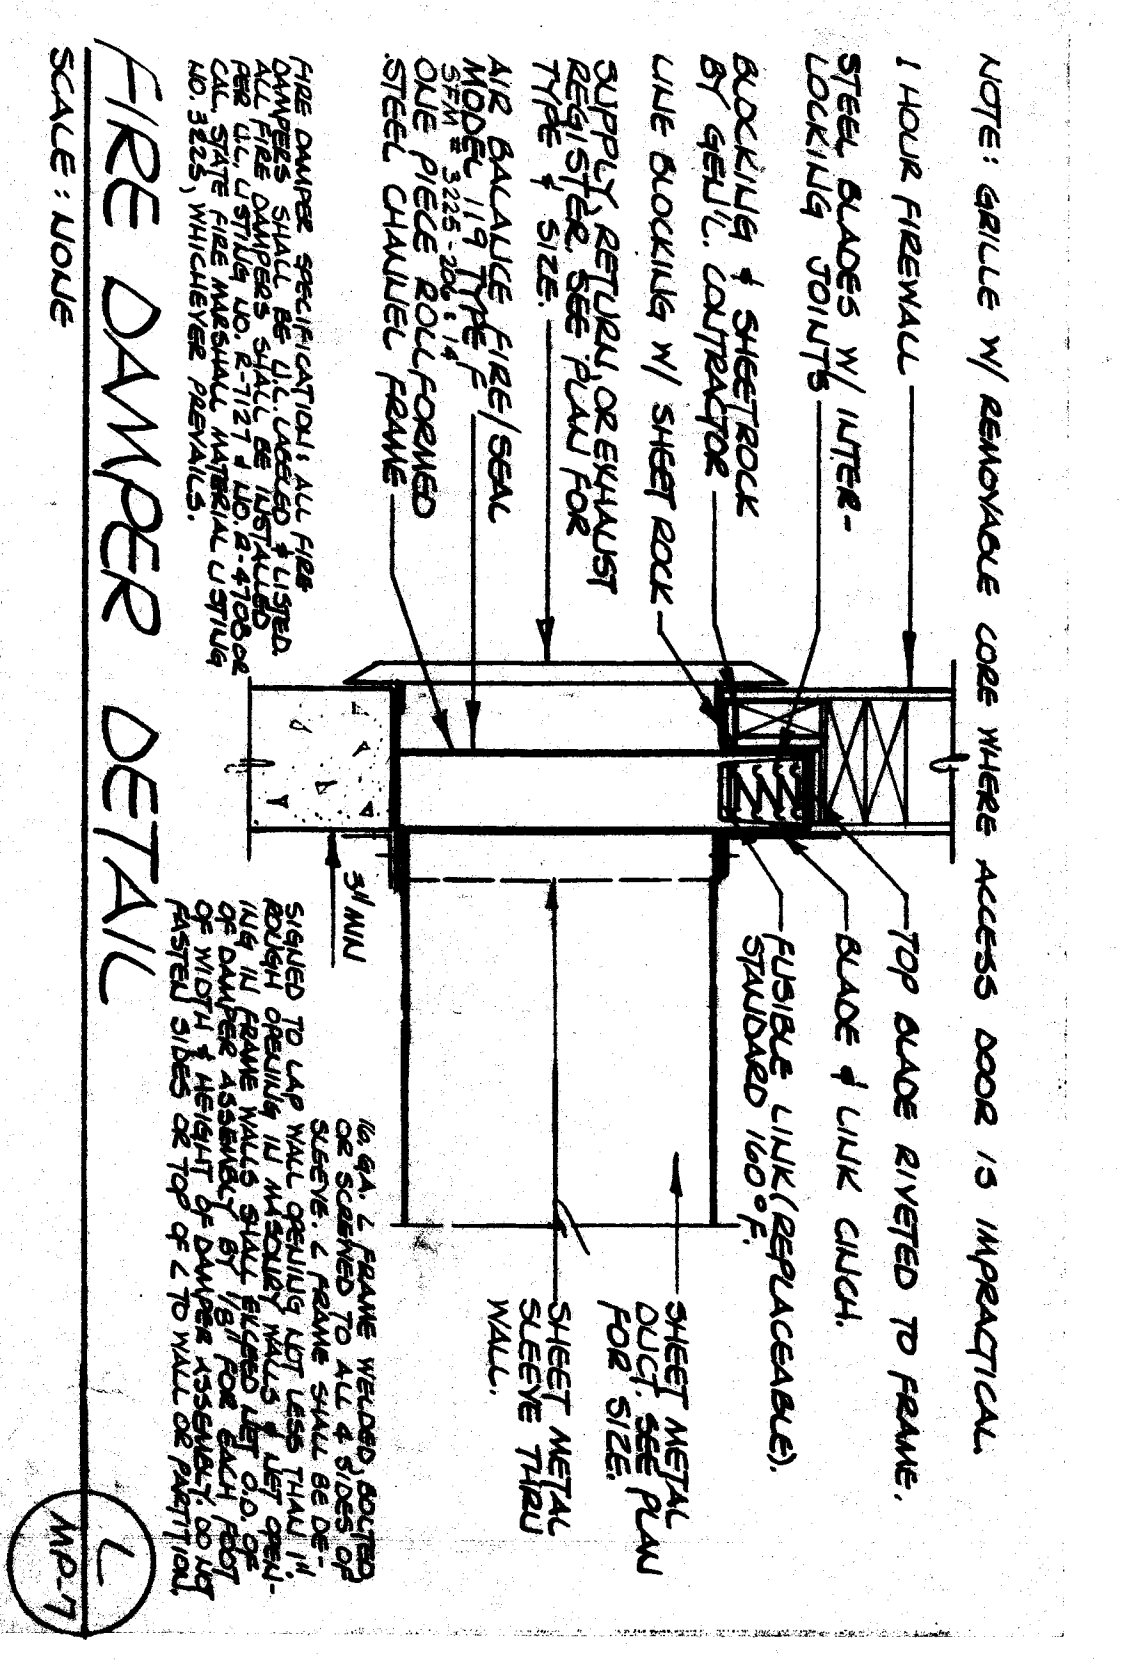 NOTE: GRILLE W/ REMOVABLE CORE WHERE ACCESS DOOR IS IMPRACTICAL.
1 HOUR FIREWALL
STEEL BLADES W/ INTER-
LOCKING JOINTS
BLOCKING & SHEETROCK
BY GEN'L. CONTRACTOR
LINE BLOCKING W/ SHEET ROCK
SUPPLY, RETURN, OR EXHAUST
REGISTER. SEE PLAN FOR
TYPE & SIZE.
AIR BALANCE FIRE/SEAL
MODEL 119 TYPE F
SFM # 3225-206:14
ONE PIECE ROLL FORMED
STEEL CHANNEL FRAME
TOP BLADE RIVETED TO FRAME.
BLADE & LINK CINCH.
FUSIBLE LINK (REPLACEABLE).
STANDARD 160°F.
SHEET METAL
DUCT. SEE PLAN
FOR SIZE.
SHEET METAL
SLEEVE THRU
WALL.
3" MIN
16 GA. L FRAME WELDED, BOLTED
OR SCREWED TO ALL 4 SIDES OF
SLEEVE. L FRAME SHALL BE DE-
SIGNED TO LAP WALL OPENING NOT LESS THAN 1".
ROUGH OPENING IN MASONRY WALLS & NET OPEN-
ING IN FRAME WALLS SHALL EXCEED NET O.D. OF
OF DAMPER ASSEMBLY BY 1/8" FOR EACH FOOT
OF WIDTH & HEIGHT OF DAMPER ASSEMBLY. DO NOT
FASTEN SIDES OR TOP OF L TO WALL OR PARTITION.
FIRE DAMPER SPECIFICATION: ALL FIRE
DAMPERS SHALL BE U.L. LABELED & LISTED.
ALL FIRE DAMPERS SHALL BE INSTALLED
PER U.L. LISTING NO. R-7127 & NO. R-4708 OR
CAL. STATE FIRE MARSHALL MATERIAL LISTING
NO. 3225, WHICHEVER PREVAILS.
FIRE DAMPER DETAIL
SCALE: NONE
L
MP-7